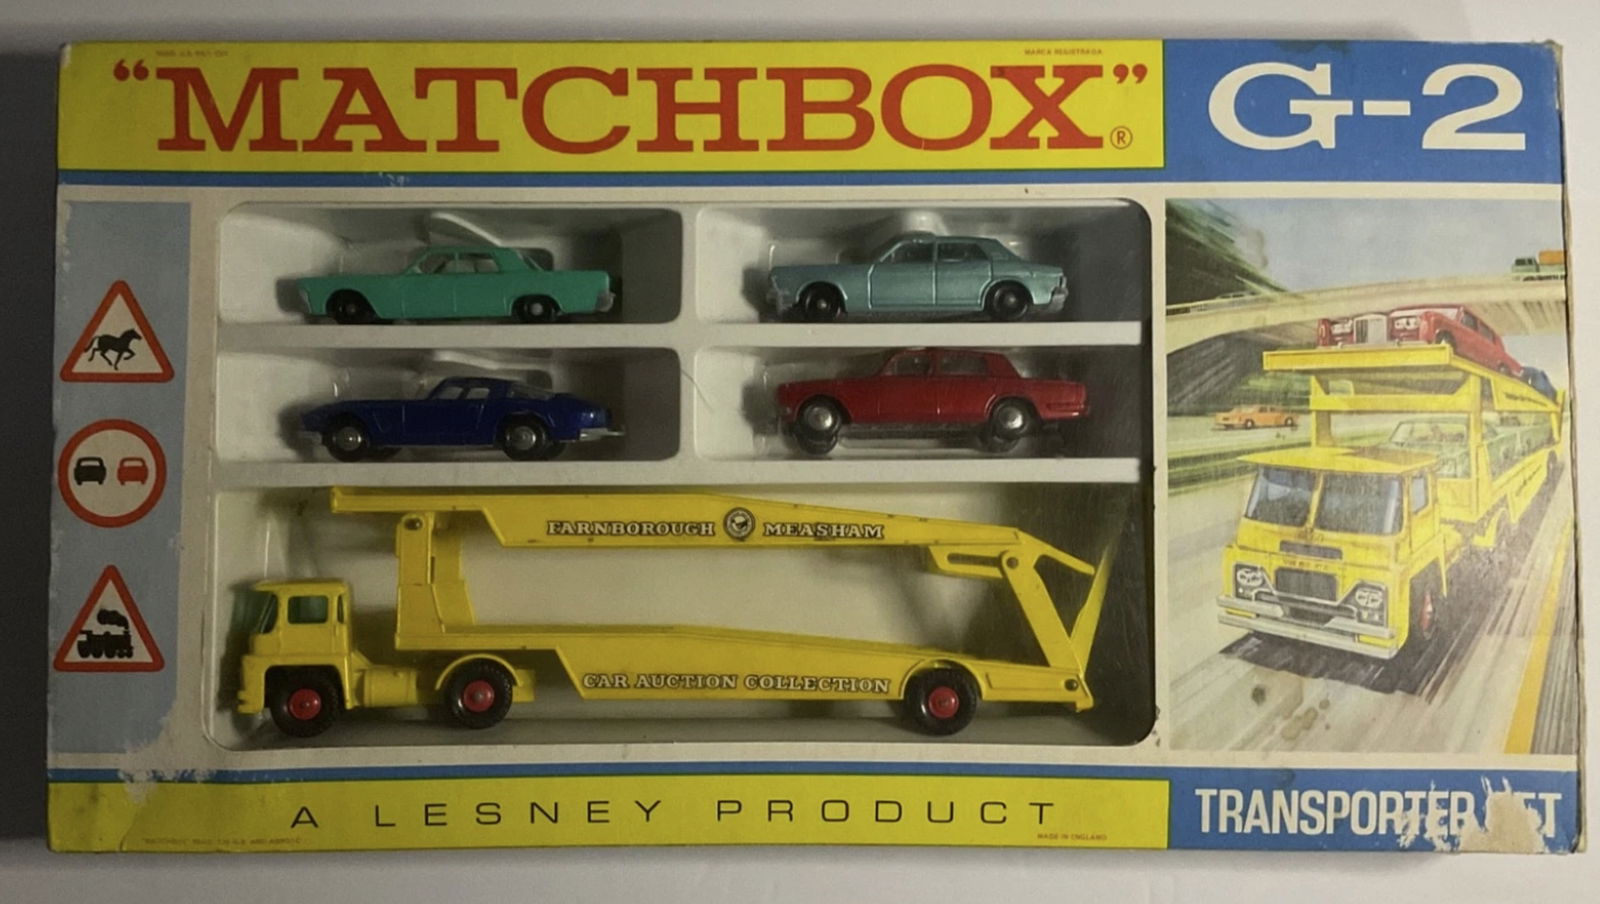 MARCA REGISTRADA
"MATCHBOX"®
G-2
FARNBOROUGH MEASHAM
CAR AUCTION COLLECTION
A LESNEY PRODUCT
MADE IN ENGLAND
TRANSPORTER